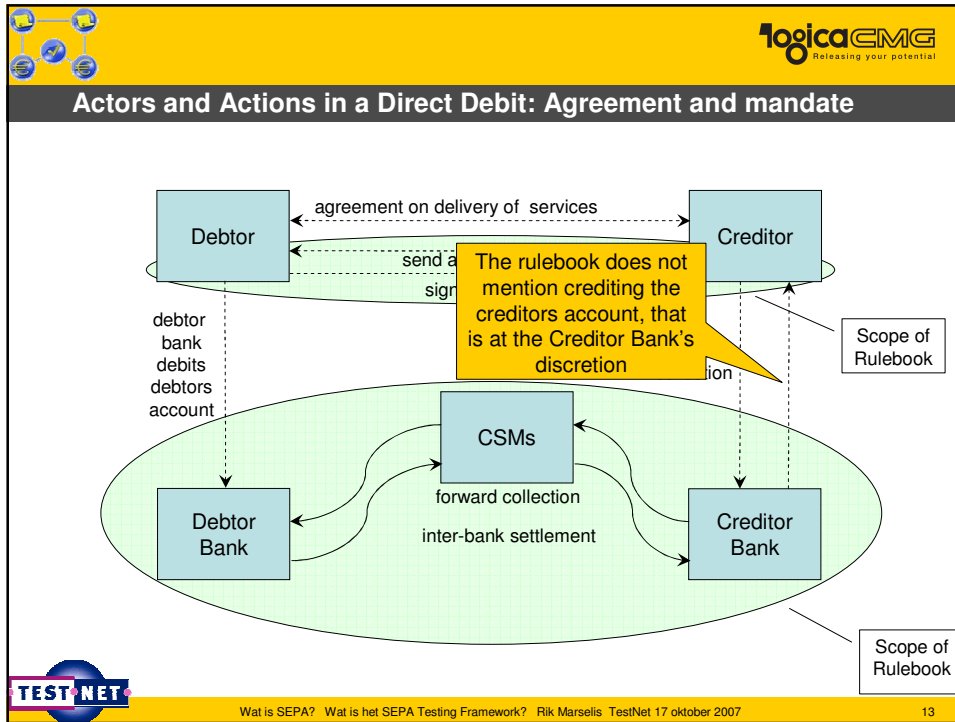 logicaCMG
Releasing your potential
Actors and Actions in a Direct Debit: Agreement and mandate
agreement on delivery of services
Debtor
Creditor
send a
sign
The rulebook does not
mention crediting the
creditors account, that
is at the Creditor Bank's
discretion
Scope of
Rulebook
debtor
bank
debits
debtors
account
CSMs
forward collection
inter-bank settlement
Debtor
Bank
Creditor
Bank
Scope of
Rulebook
TEST NET
Wat is SEPA? Wat is het SEPA Testing Framework? Rik Marselis TestNet 17 oktober 2007
13